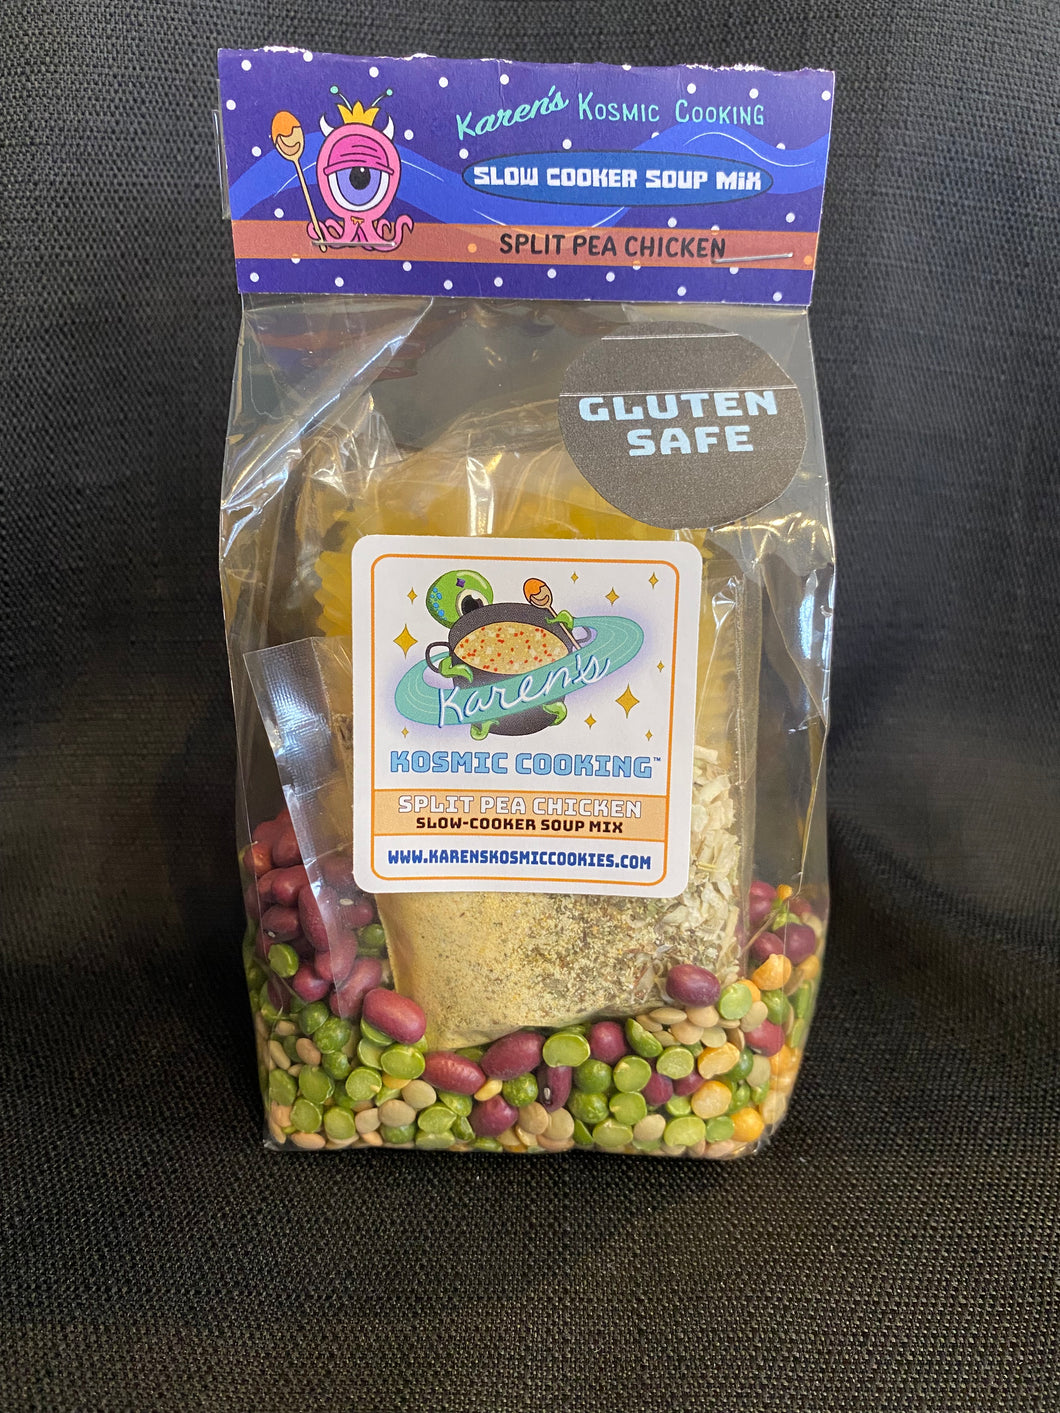 Karen's Kosmic Cooking
SLOW COOKER SOUP MIX
SPLIT PEA CHICKEN
GLUTEN
SAFE
Karen's
KOSMIC COOKING™
SPLIT PEA CHICKEN
SLOW-COOKER SOUP MIX
WWW.KARENSKOSMICCOOKIES.COM